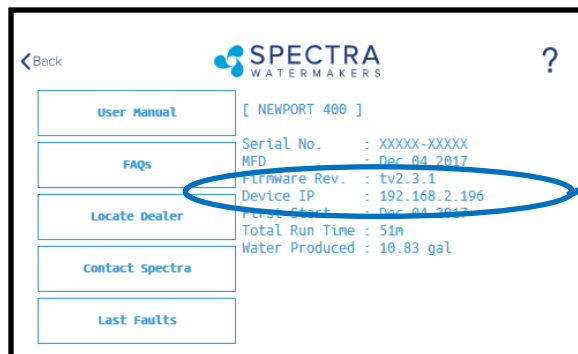 Back
SPECTRA
WATERMAKERS
?
User Manual
FAQs
Locate Dealer
Contact Spectra
Last Faults
[ NEWPORT 400 ]
Serial No. : XXXXX-XXXXX
MFD : Dec 04 2017
Firmware Rev. : tv2.3.1
Device IP : 192.168.2.196
First Start : Dec 04 2017
Total Run Time : 51m
Water Produced : 10.83 gal